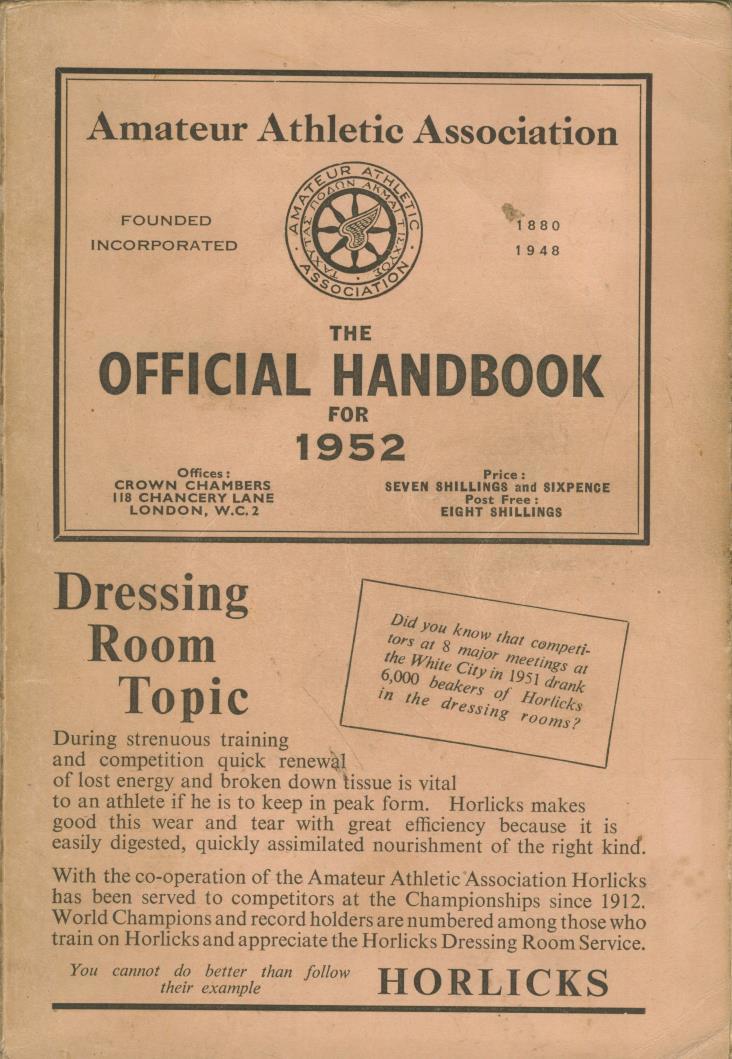 Amateur Athletic Association
FOUNDED 1880
INCORPORATED 1948
AMATEUR ATHLETIC
ASSOCIATION
ΤΑΧΥΤΑΣ ΠΟΔΩΝ ΑΚΜΑΙ Τ ΙΣΧΥΟΣ
THE
OFFICIAL HANDBOOK
FOR
1952
Offices:
CROWN CHAMBERS
118 CHANCERY LANE
LONDON, W.C.2
Price:
SEVEN SHILLINGS and SIXPENCE
Post Free:
EIGHT SHILLINGS
Dressing
Room
Topic
Did you know that competi-
tors at 8 major meetings at
the White City in 1951 drank
6,000 beakers of Horlicks
in the dressing rooms?
During strenuous training
and competition quick renewal
of lost energy and broken down tissue is vital
to an athlete if he is to keep in peak form. Horlicks makes
good this wear and tear with great efficiency because it is
easily digested, quickly assimilated nourishment of the right kind.
With the co-operation of the Amateur Athletic Association Horlicks
has been served to competitors at the Championships since 1912.
World Champions and record holders are numbered among those who
train on Horlicks and appreciate the Horlicks Dressing Room Service.
You cannot do better than follow
their example
HORLICKS